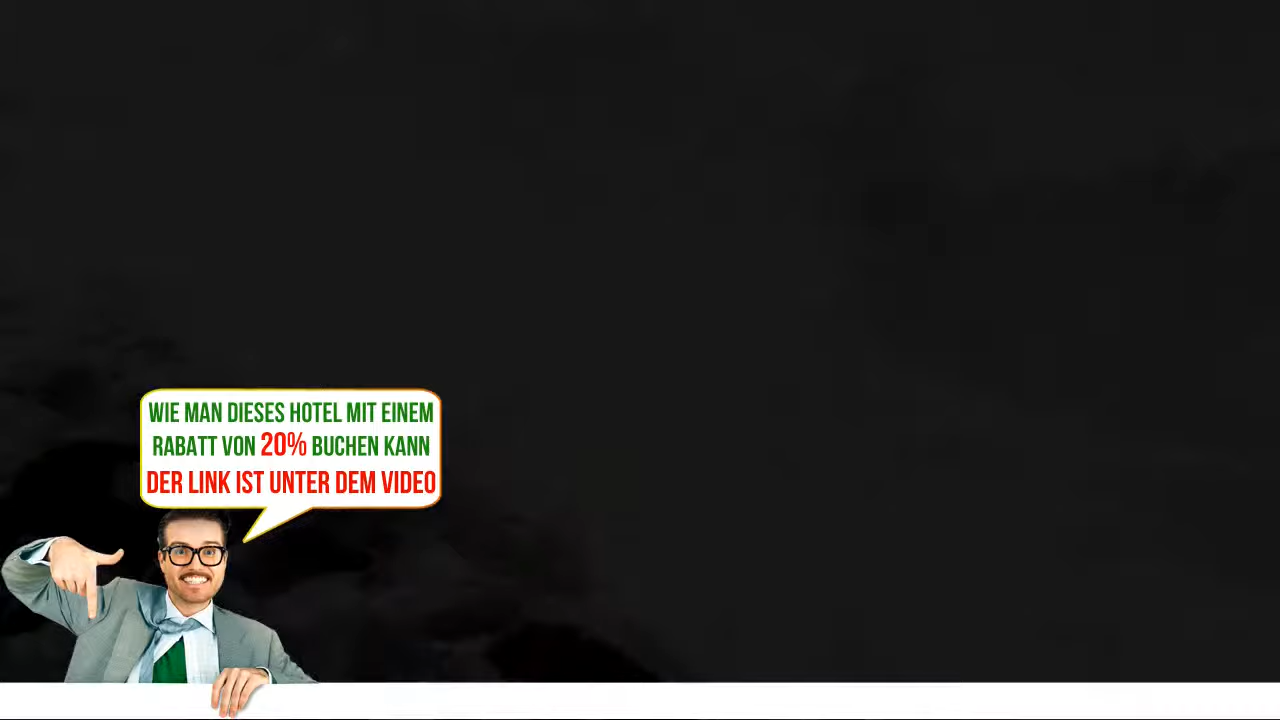 WIE MAN DIESES HOTEL MIT EINEM
RABATT VON 20% BUCHEN KANN
DER LINK IST UNTER DEM VIDEO